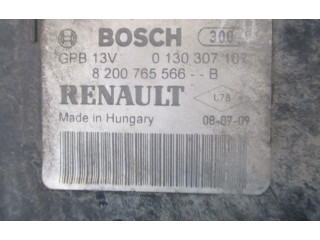 BOSCH 300
GPB 13V 0 130 307 107
8 200 765 566 - - B
RENAULT L78
Made in Hungary 08-07-09